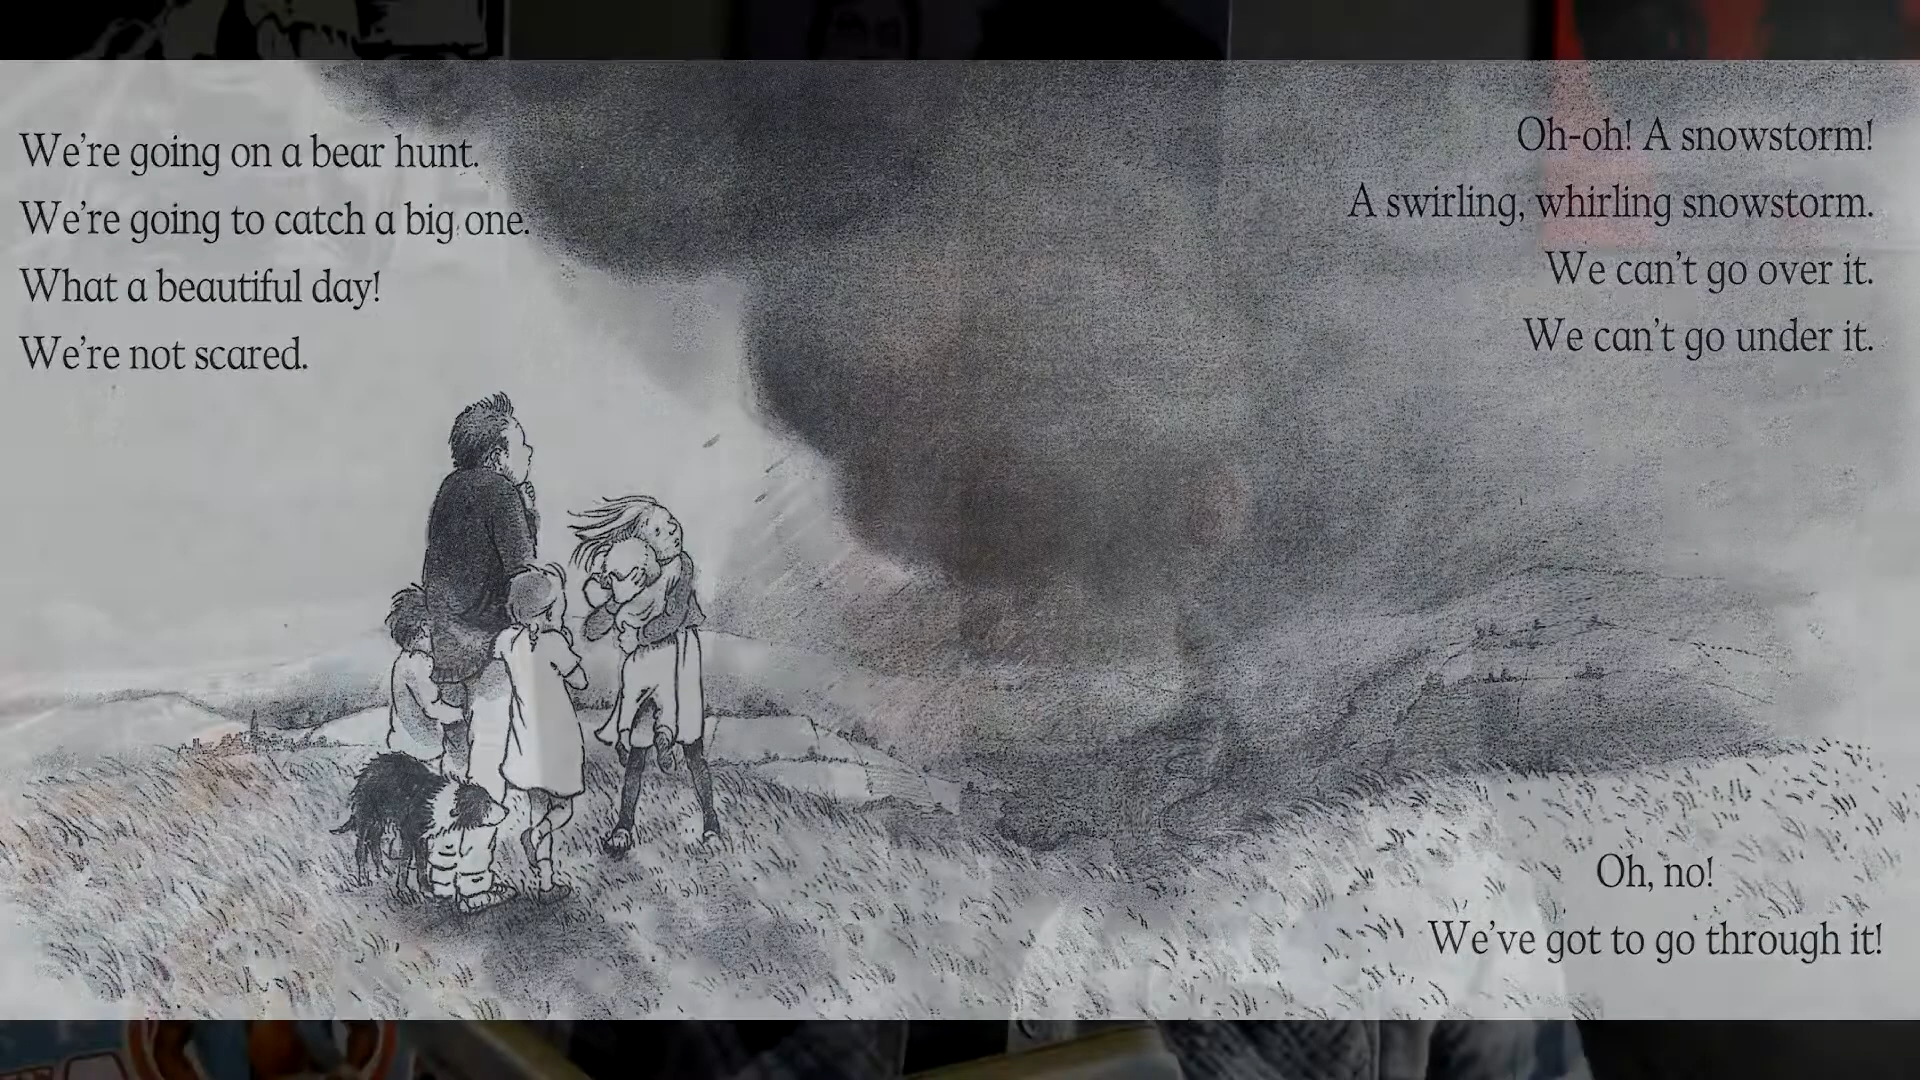 We're going on a bear hunt.
We're going to catch a big one.
What a beautiful day!
We're not scared.
Oh-oh! A snowstorm!
A swirling, whirling snowstorm.
We can't go over it.
We can't go under it.
Oh, no!
We've got to go through it!